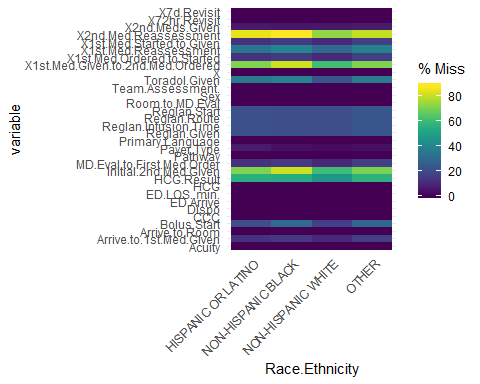 X7d.Revisit
X72hr.Revisit
X2nd.Meds.Given
X2nd.Med.Reassessment
X1st.Med.Started.to.Given
X1st.Med.Reassessment
X1st.Med.Ordered.to.Started
X1st.Med.Given.to.2nd.Med.Ordered
X
Toradol.Given
Team.Assessment.
Sex
Room.to.MD.Eval
Reglan.Start
Reglan.Route
Reglan.Infusion.Time
Reglan.Given
Primary.Language
Payer.Type
Pathway
MD.Eval.to.First.Med.Order
Initial.2nd.Med.Given
HCG.Result
HCG
ED.LOS..min.
ED.Arrive
Dispo
CCC
Bolus.Start
Arrive.to.Room
Arrive.to.1st.Med.Given
Acuity
variable
HISPANIC OR LATINO
NON-HISPANIC BLACK
NON-HISPANIC WHITE
OTHER
Race.Ethnicity
% Miss
80
60
40
20
0